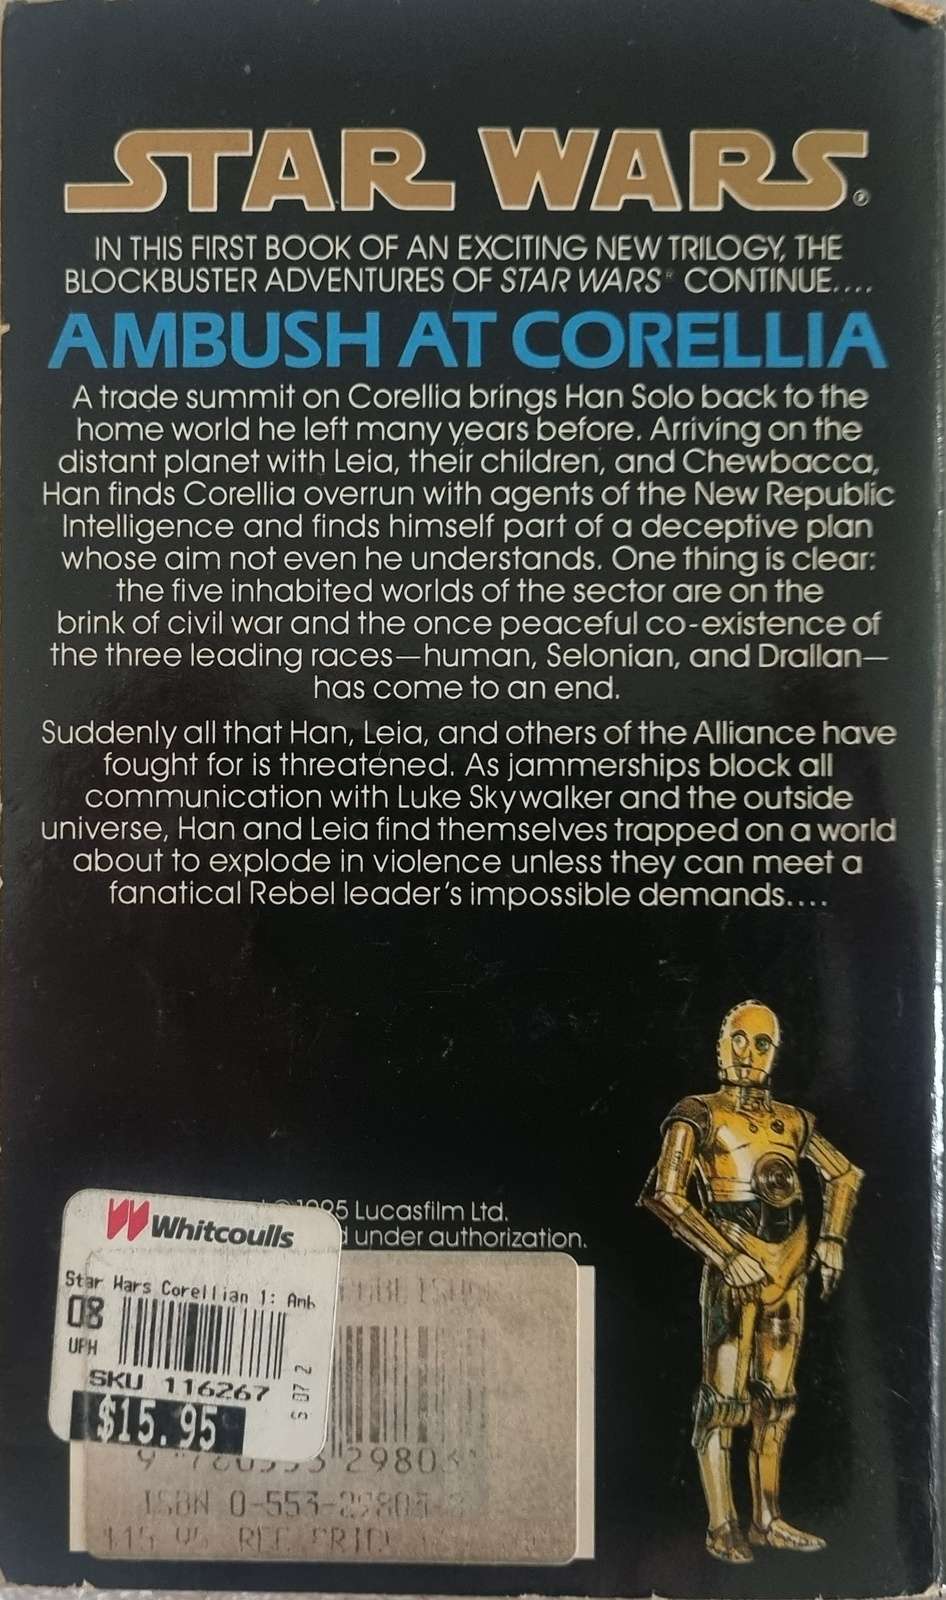 STAR WARS®
IN THIS FIRST BOOK OF AN EXCITING NEW TRILOGY, THE
BLOCKBUSTER ADVENTURES OF STAR WARS® CONTINUE....
AMBUSH AT CORELLIA
A trade summit on Corellia brings Han Solo back to the
home world he left many years before. Arriving on the
distant planet with Leia, their children, and Chewbacca,
Han finds Corellia overrun with agents of the New Republic
Intelligence and finds himself part of a deceptive plan
whose aim not even he understands. One thing is clear:
the five inhabited worlds of the sector are on the
brink of civil war and the once peaceful co-existence of
the three leading races—human, Selonian, and Drallan—
has come to an end.
Suddenly all that Han, Leia, and others of the Alliance have
fought for is threatened. As jammerships block all
communication with Luke Skywalker and the outside
universe, Han and Leia find themselves trapped on a world
about to explode in violence unless they can meet a
fanatical Rebel leader's impossible demands....
Lucasfilm Ltd.
under authorization.
Whitcoulls
Star Wars Corellian 1: Amb
08
UPH
SKU 116267
$15.95
ISBN 0-553-